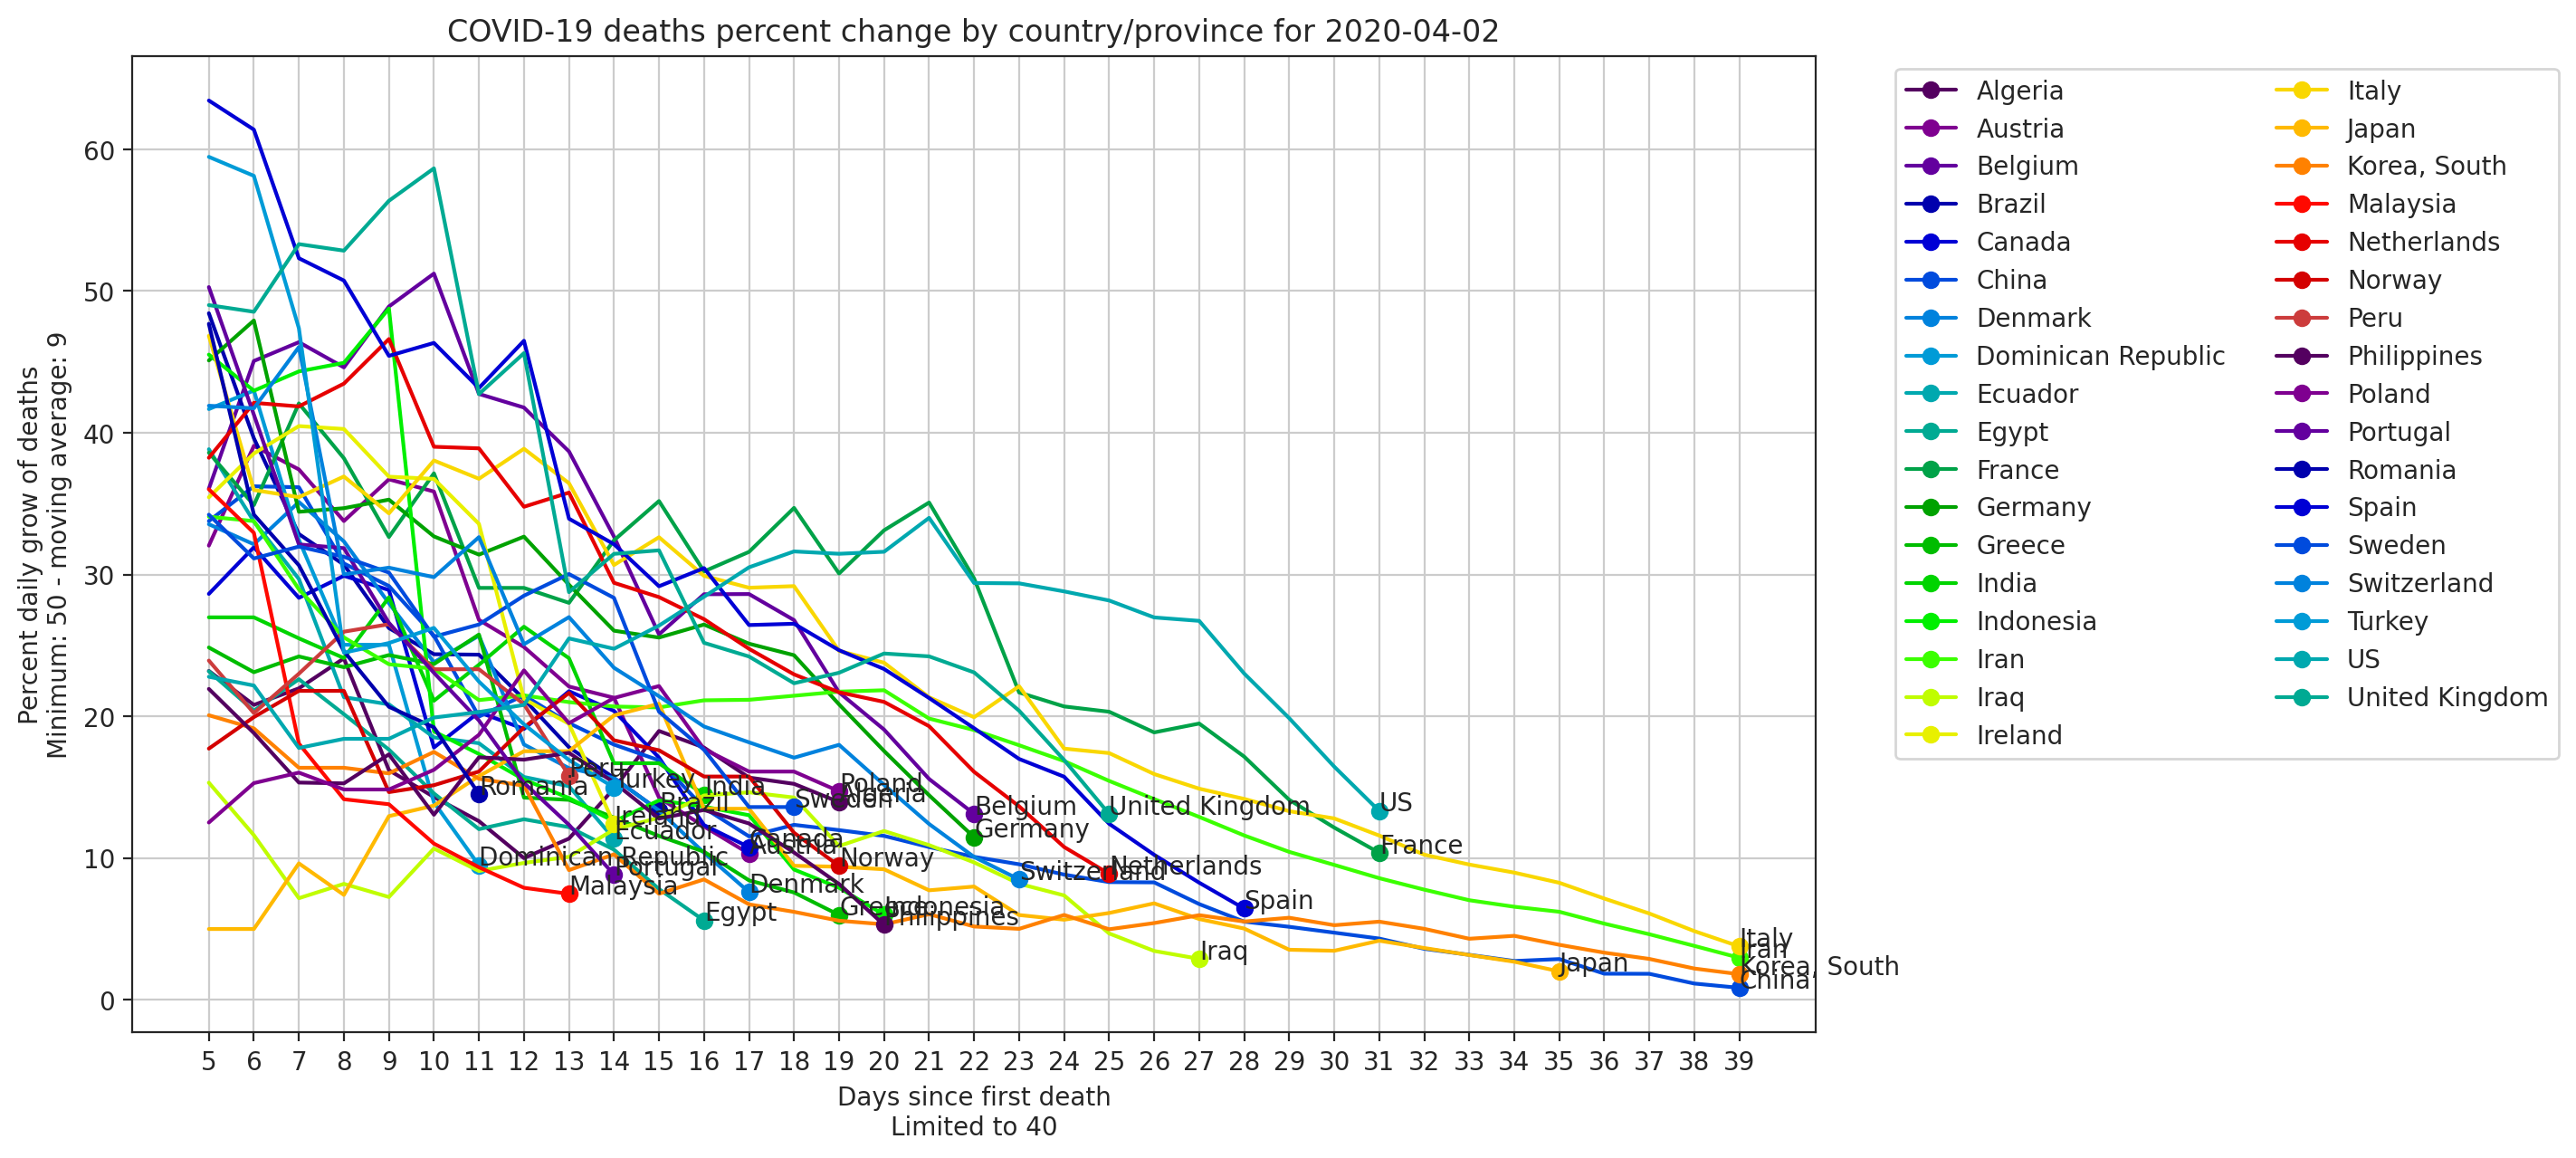 COVID-19 deaths percent change by country/province for 2020-04-02
Percent daily grow of deaths
Minimum: 50 - moving average: 9
60
50
40
30
20
10
0
5 6 7 8 9 10 11 12 13 14 15 16 17 18 19 20 21 22 23 24 25 26 27 28 29 30 31 32 33 34 35 36 37 38 39
Days since first death
Limited to 40
Romania
Peru
Turkey
India
Brazil
Sweden
Poland
Algeria
Ireland
Ecuador
Dominican Republic
Portugal
Malaysia
Canada
Austria
Denmark
Egypt
Norway
Greece
Indonesia
Philippines
Belgium
Germany
Switzerland
United Kingdom
Netherlands
Iraq
Spain
US
France
Japan
Italy
Iran
Korea, South
China
Algeria
Austria
Belgium
Brazil
Canada
China
Denmark
Dominican Republic
Ecuador
Egypt
France
Germany
Greece
India
Indonesia
Iran
Iraq
Ireland
Italy
Japan
Korea, South
Malaysia
Netherlands
Norway
Peru
Philippines
Poland
Portugal
Romania
Spain
Sweden
Switzerland
Turkey
US
United Kingdom